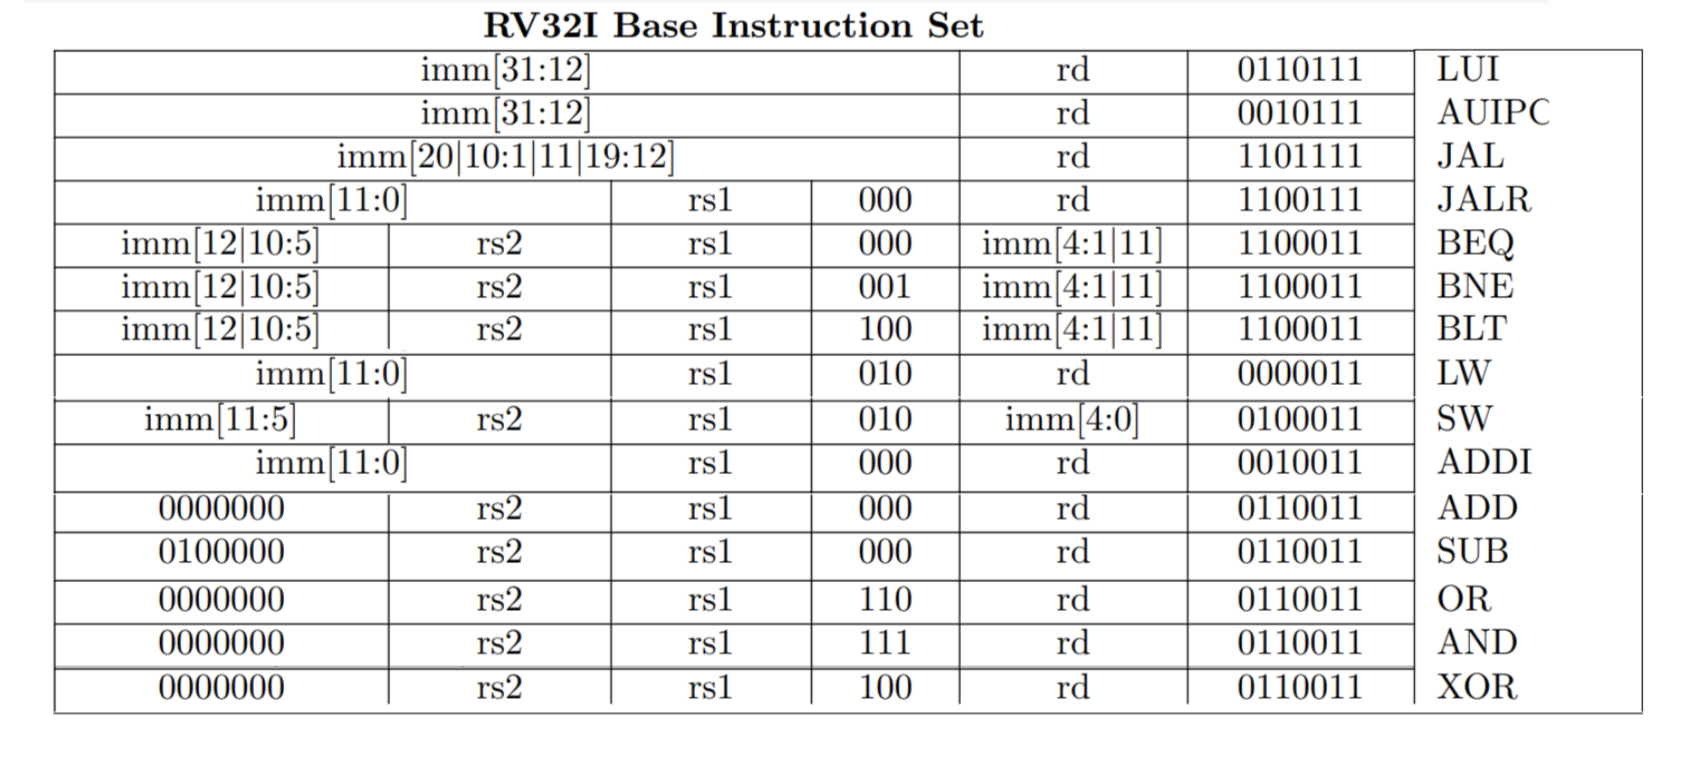 RV32I Base Instruction Set
imm[31:12] rd 0110111 LUI
imm[31:12] rd 0010111 AUIPC
imm[20|10:1|11|19:12] rd 1101111 JAL
imm[11:0] rs1 000 rd 1100111 JALR
imm[12|10:5] rs2 rs1 000 imm[4:1|11] 1100011 BEQ
imm[12|10:5] rs2 rs1 001 imm[4:1|11] 1100011 BNE
imm[12|10:5] rs2 rs1 100 imm[4:1|11] 1100011 BLT
imm[11:0] rs1 010 rd 0000011 LW
imm[11:5] rs2 rs1 010 imm[4:0] 0100011 SW
imm[11:0] rs1 000 rd 0010011 ADDI
0000000 rs2 rs1 000 rd 0110011 ADD
0100000 rs2 rs1 000 rd 0110011 SUB
0000000 rs2 rs1 110 rd 0110011 OR
0000000 rs2 rs1 111 rd 0110011 AND
0000000 rs2 rs1 100 rd 0110011 XOR